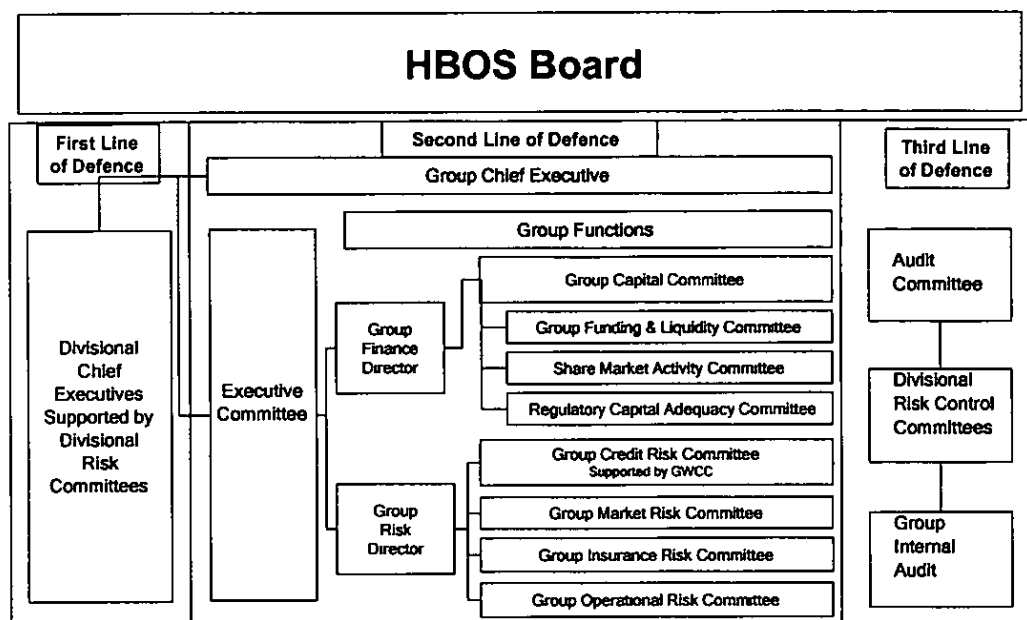 HBOS Board
First Line
of Defence
Second Line of Defence
Third Line
of Defence
Group Chief Executive
Group Functions
Divisional
Chief
Executives
Supported by
Divisional
Risk
Committees
Executive
Committee
Group
Finance
Director
Group Capital Committee
Group Funding & Liquidity Committee
Share Market Activity Committee
Regulatory Capital Adequacy Committee
Group
Risk
Director
Group Credit Risk Committee
Supported by GWCC
Group Market Risk Committee
Group Insurance Risk Committee
Group Operational Risk Committee
Audit
Committee
Divisional
Risk Control
Committees
Group
Internal
Audit